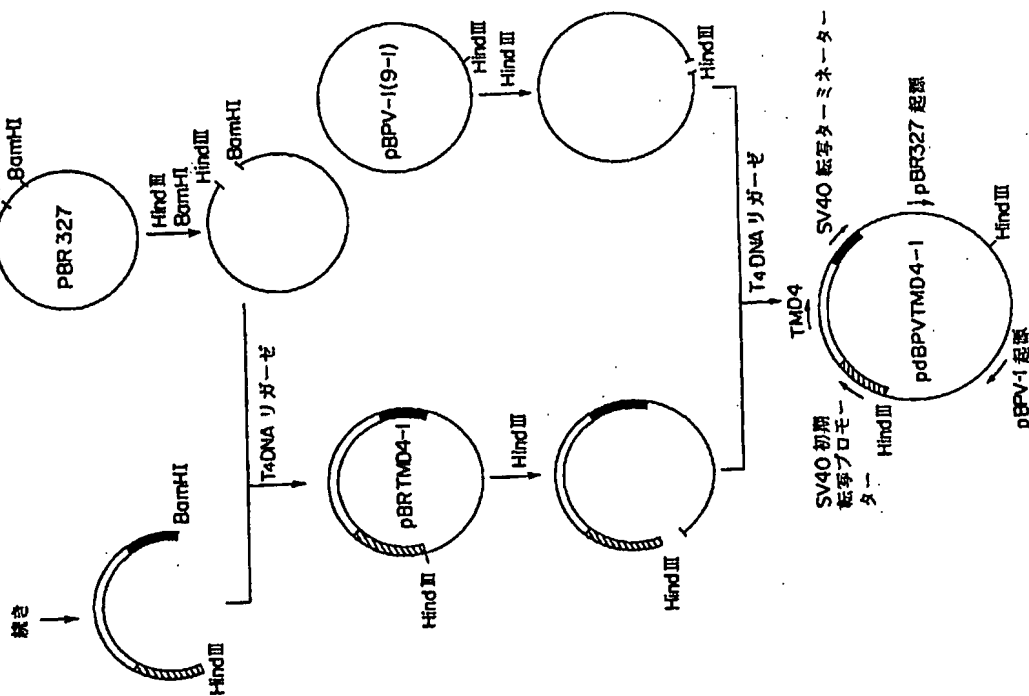 続き
HindⅢ
BamHI
PBR 327
BamHI
HindⅢ
BamHI
HindⅢ
BamHI
T4DNA リガーゼ
pBRTMD4-1
HindⅢ
HindⅢ
HindⅢ
pBPV-1(9-1)
HindⅢ
HindⅢ
HindⅢ
T4DNA リガーゼ
SV40 初期
転写プロモー
ター
HindⅢ
TMD4
SV40 転写ターミネーター
pBR327 起源
pdBPVTMD4-1
HindⅢ
pBPV-1 起源